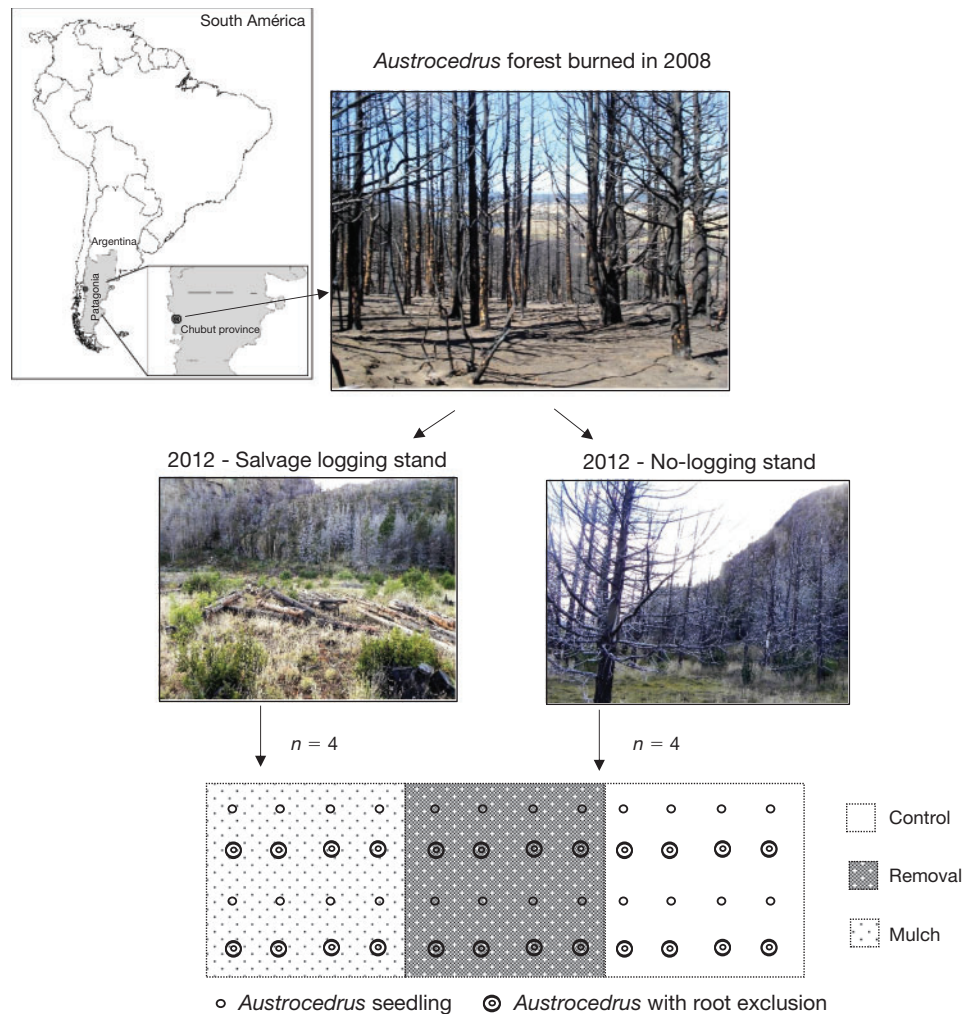 South América
Argentina
Patagonia
Chubut province
Austrocedrus forest burned in 2008
2012 - Salvage logging stand
2012 - No-logging stand
n = 4
n = 4
Control
Removal
Mulch
Austrocedrus seedling
Austrocedrus with root exclusion